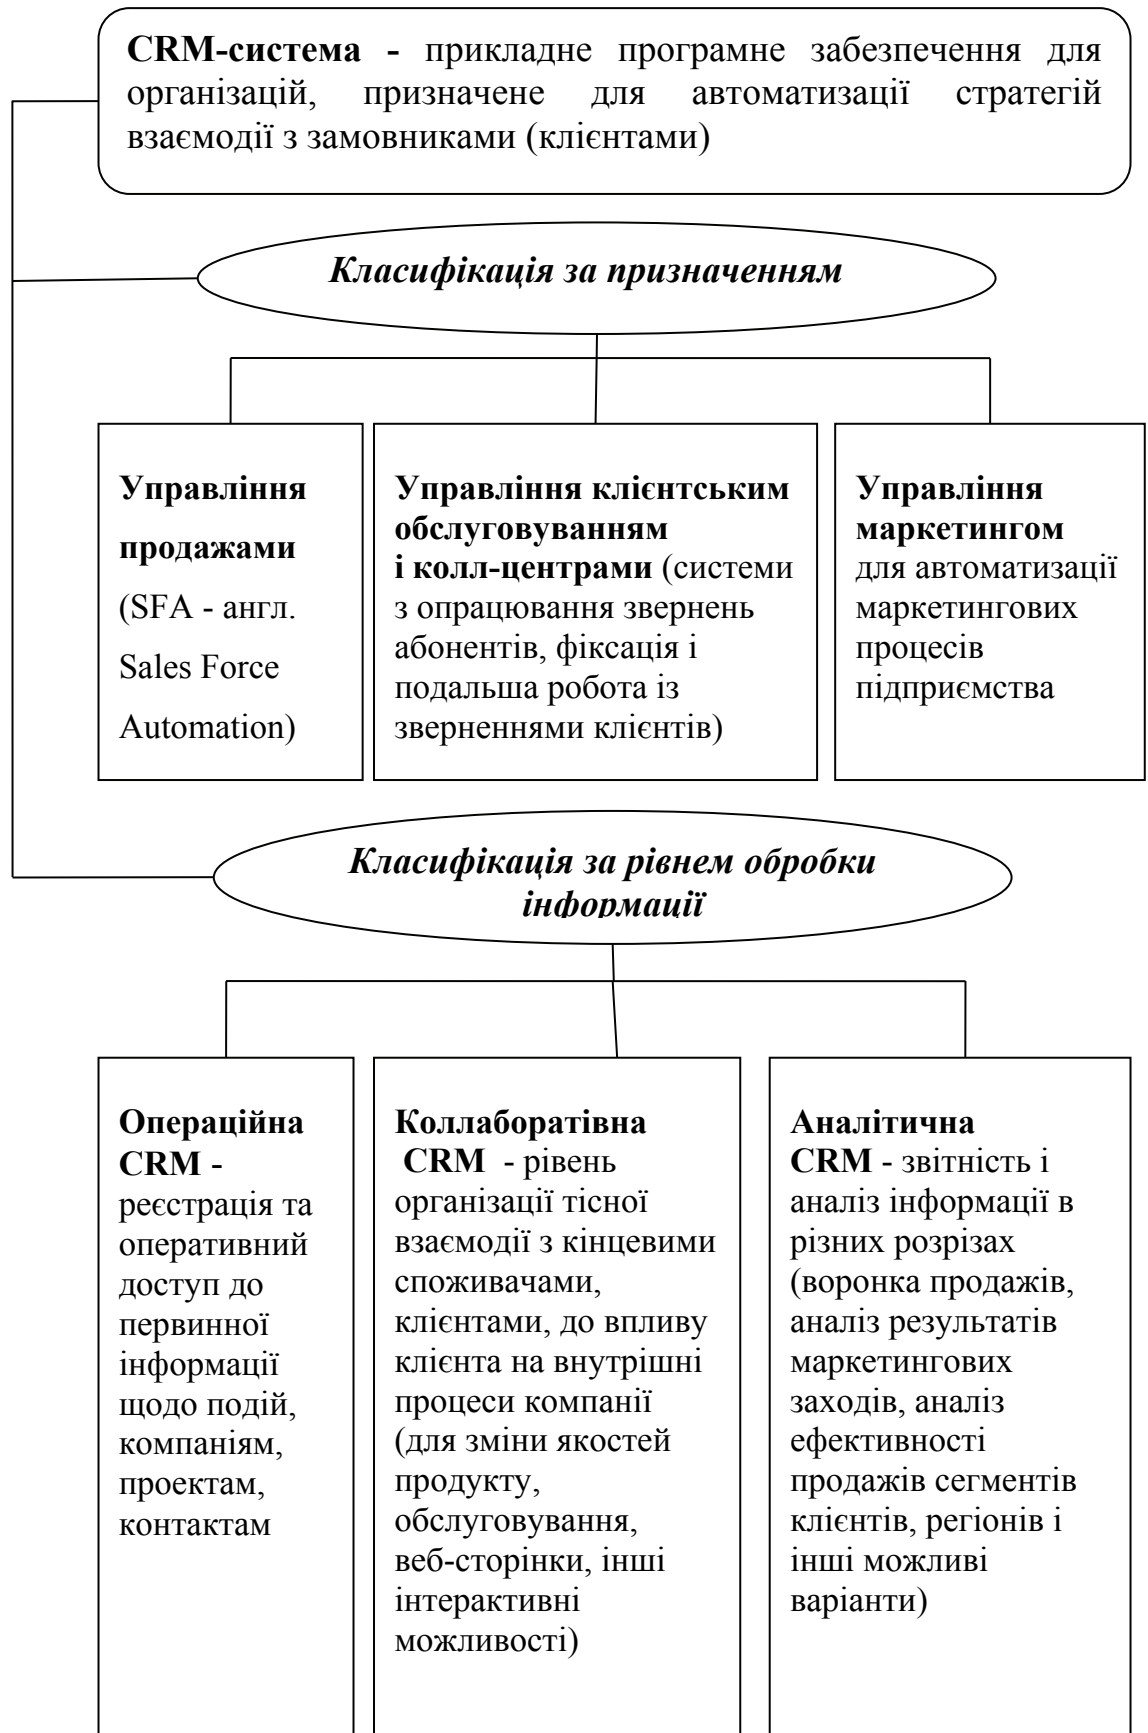 CRM-система - прикладне програмне забезпечення для
організацій, призначене для автоматизації стратегій
взаємодії з замовниками (клієнтами)
Класифікація за призначенням
Управління
продажами
(SFA - англ.
Sales Force
Automation)
Управління клієнтським
обслуговуванням
і колл-центрами (системи
з опрацювання звернень
абонентів, фіксація і
подальша робота із
зверненнями клієнтів)
Управління
маркетингом
для автоматизації
маркетингових
процесів
підприємства
Класифікація за рівнем обробки
інформації
Операційна
CRM -
реєстрація та
оперативний
доступ до
первинної
інформації
щодо подій,
компаніям,
проектам,
контактам
Коллаборатівна
CRM - рівень
організації тісної
взаємодії з кінцевими
споживачами,
клієнтами, до впливу
клієнта на внутрішні
процеси компанії
(для зміни якостей
продукту,
обслуговування,
веб-сторінки, інші
інтерактивні
можливості)
Аналітична
CRM - звітність і
аналіз інформації в
різних розрізах
(воронка продажів,
аналіз результатів
маркетингових
заходів, аналіз
ефективності
продажів сегментів
клієнтів, регіонів і
інші можливі
варіанти)